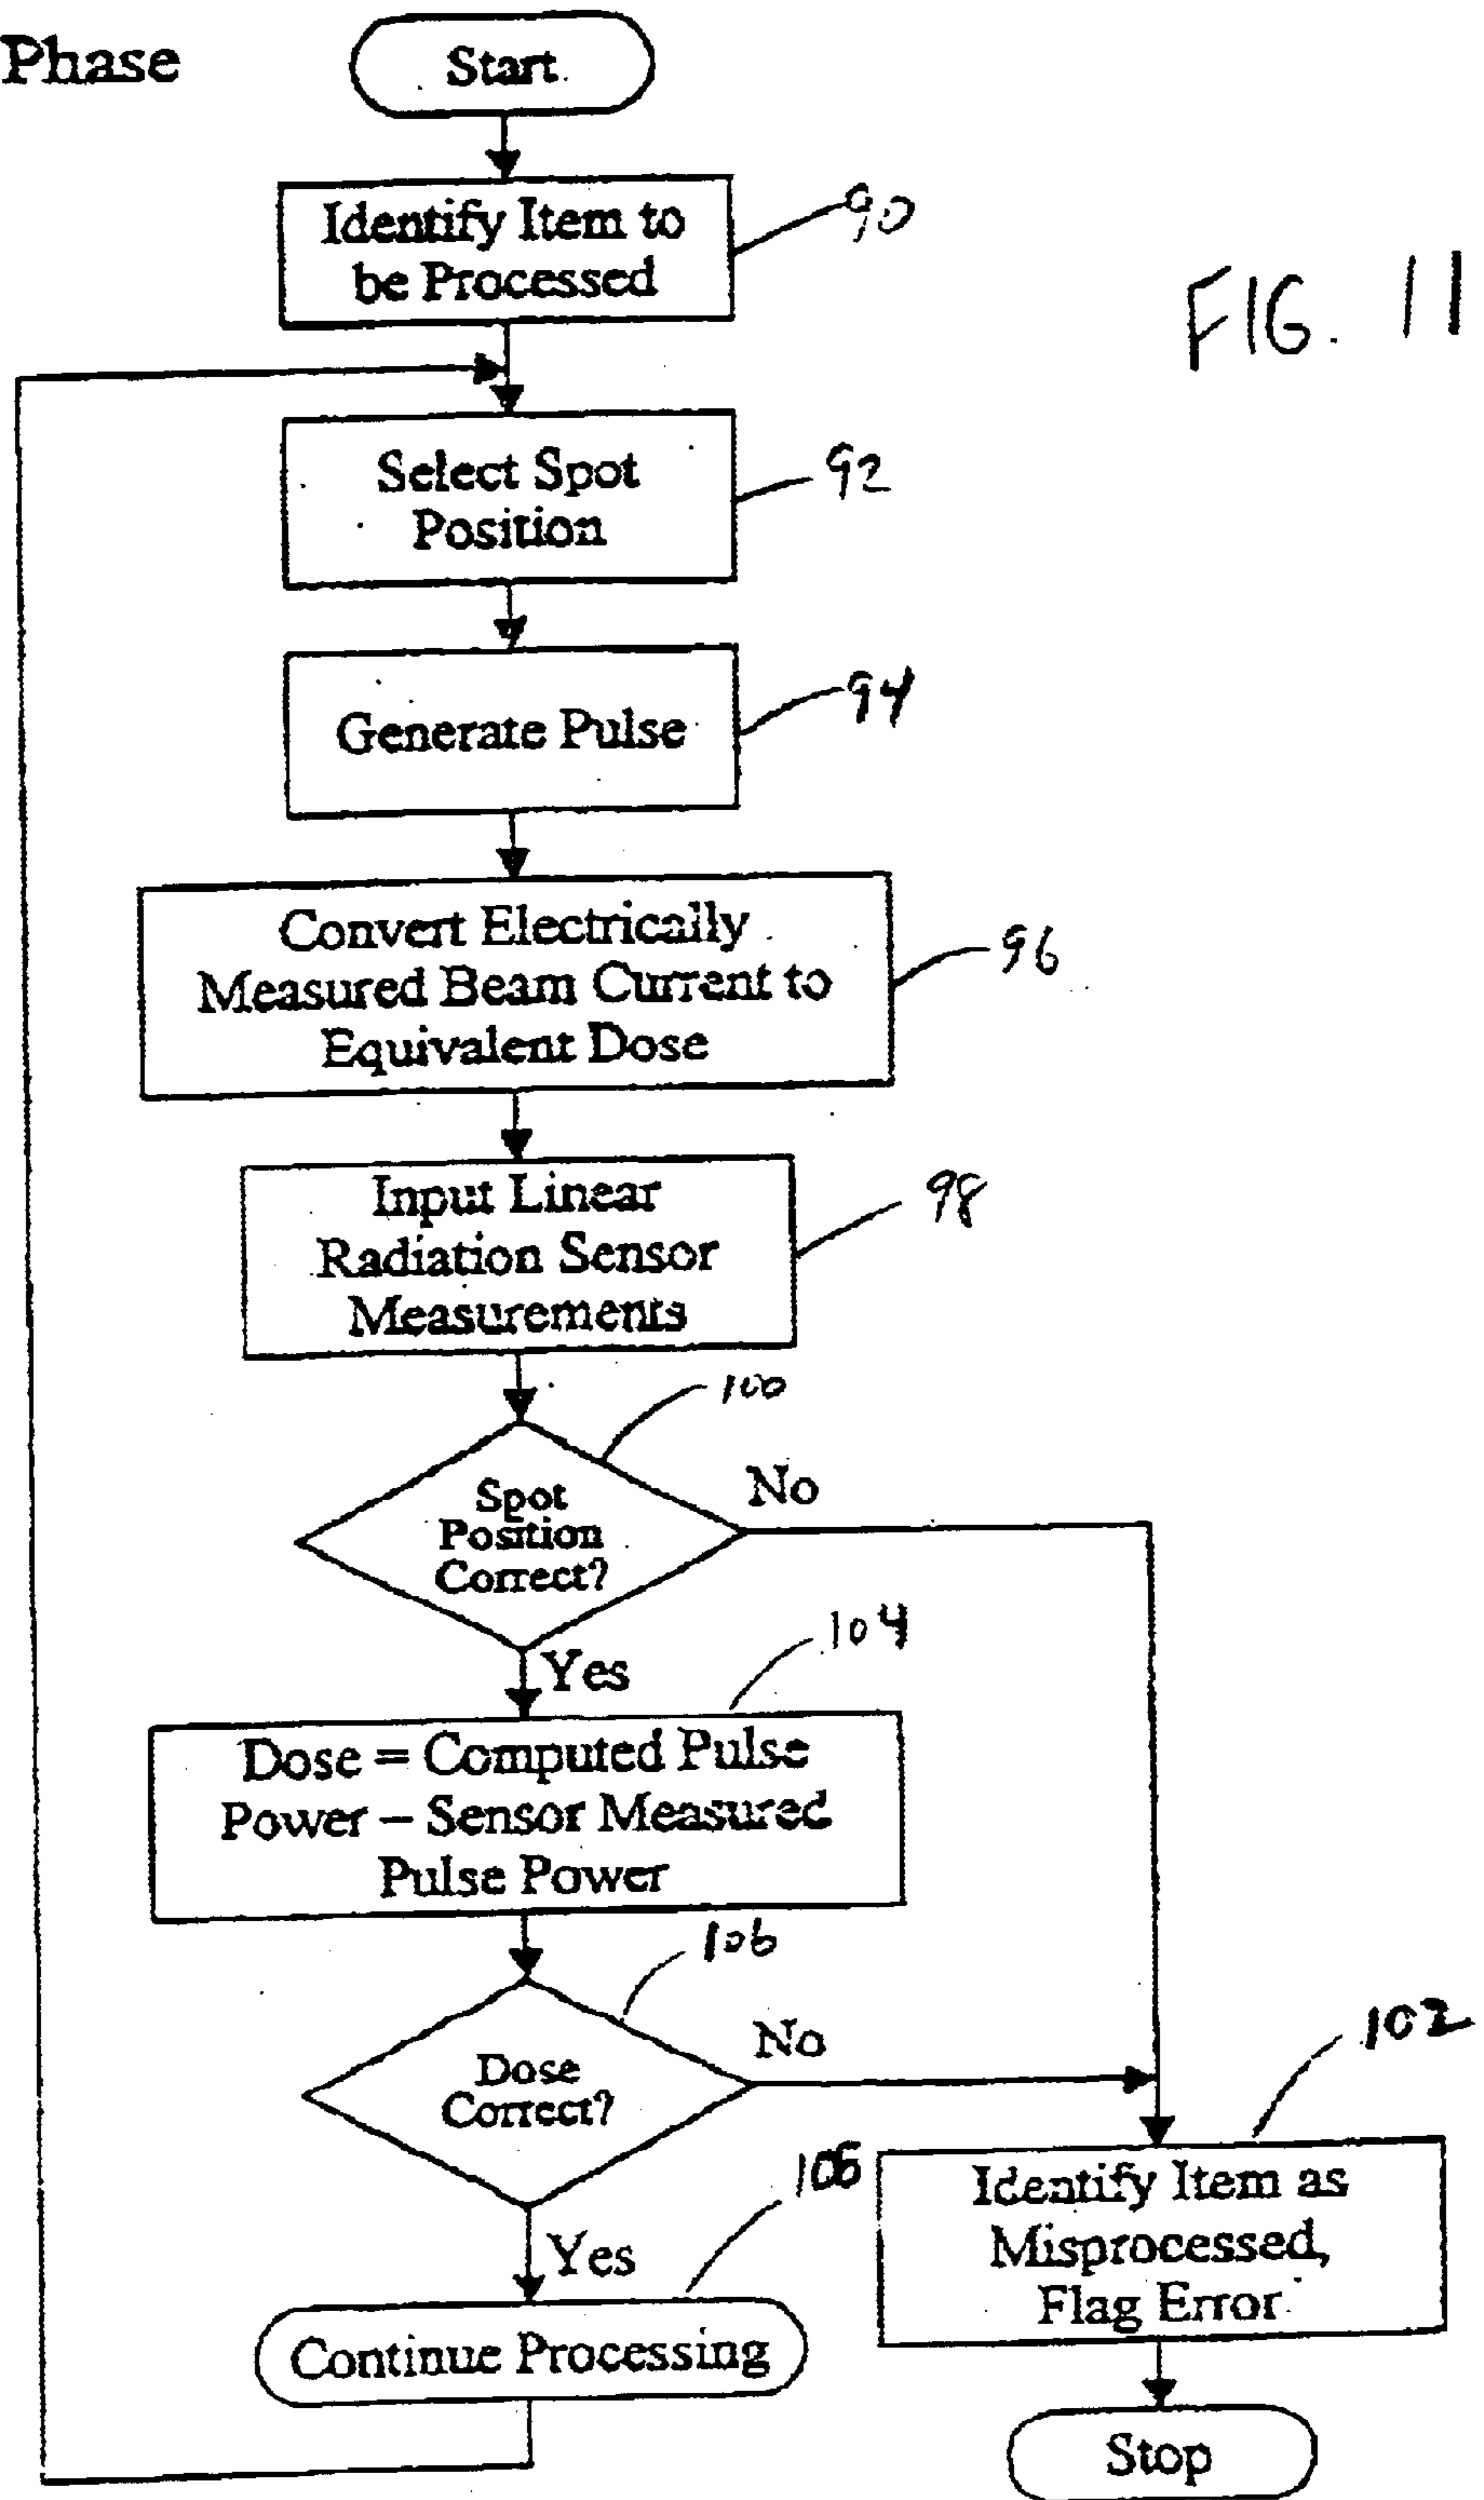 Phase
Start
Identify Item to
be Processed
90
FIG. 11
Select Spot
Position
92
Generate Pulse
94
Convert Electrically
Measured Beam Current to
Equivalent Dose
96
Input Linear
Radiation Sensor
Measurements
98
100
Spot
Position
Correct?
No
Yes
104
Dose = Computed Pulse
Power – Sensor Measured
Pulse Power
106
Dose
Correct?
No
102
Yes
Identify Item as
Misprocessed,
Flag Error
Continue Processing
Stop